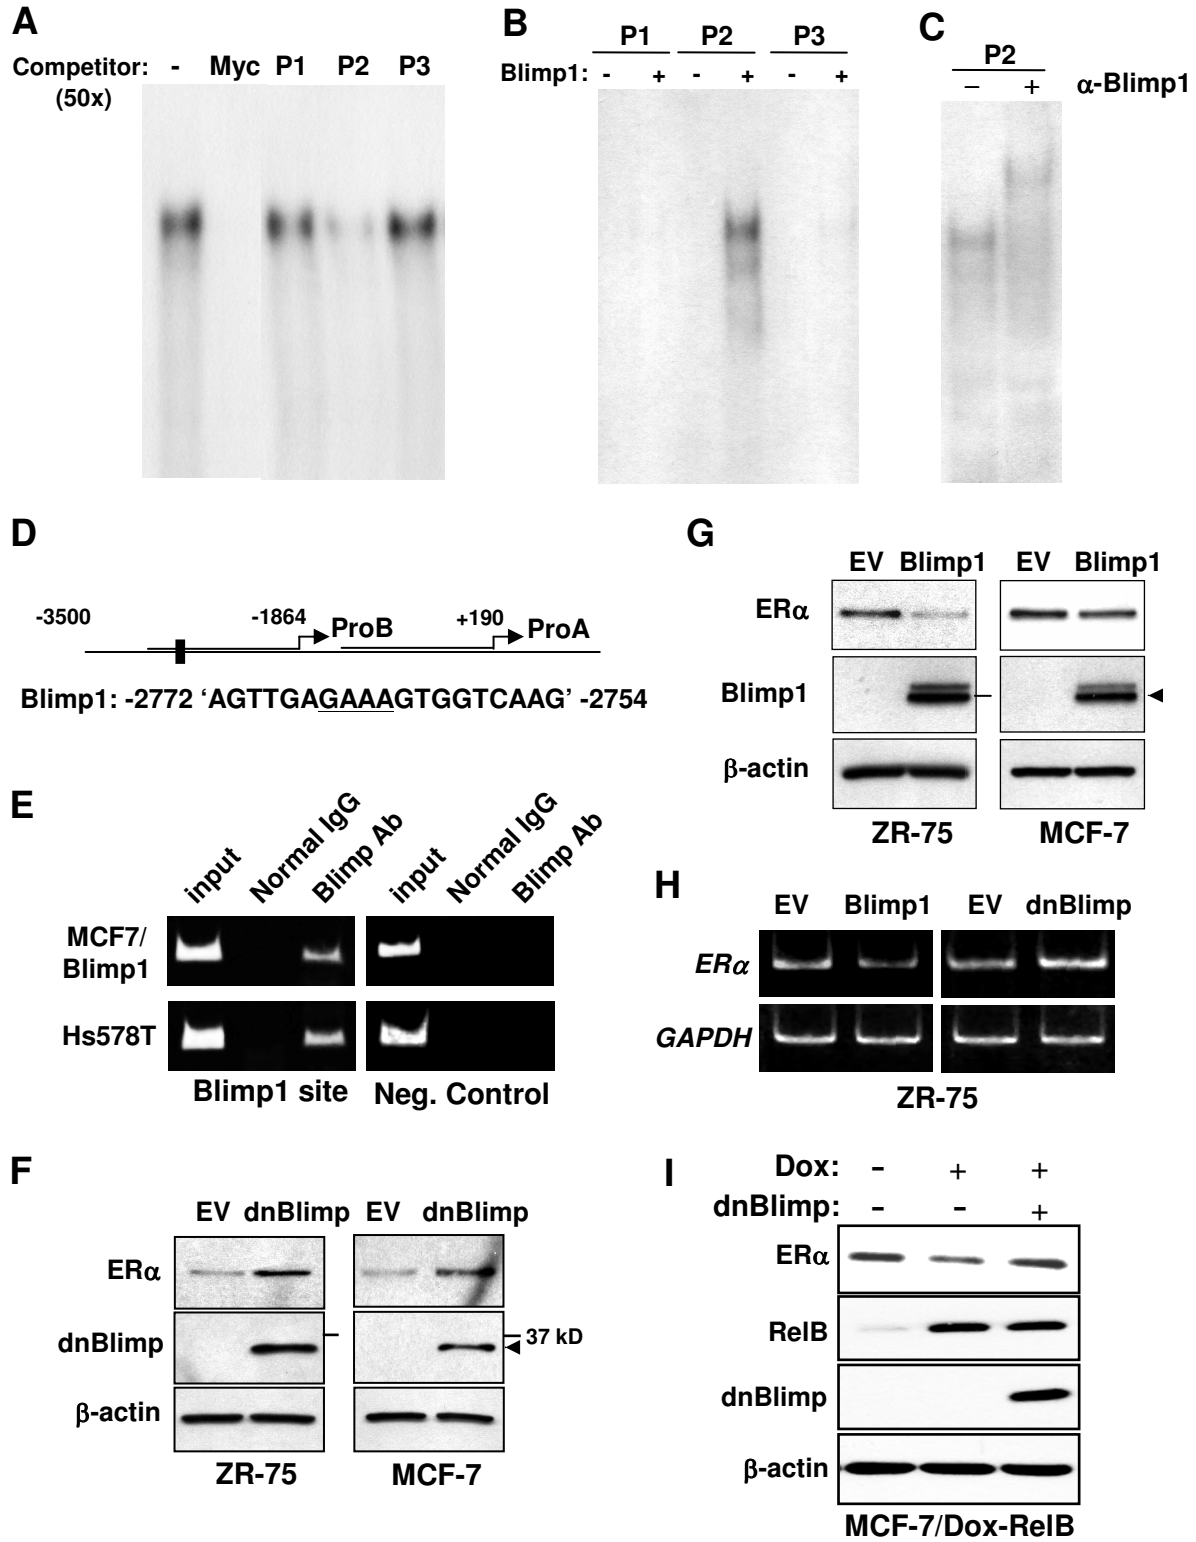 A
Competitor: - Myc P1 P2 P3
(50x)
B
P1 P2 P3
Blimp1: - + - + - +
C
P2
− + α-Blimp1
D
-3500 -1864 ProB +190 ProA
Blimp1: -2772 ‘AGTTGAGAAAGTGGTCAAG’ -2754
E
input Normal IgG Blimp Ab input Normal IgG Blimp Ab
MCF7/
Blimp1
Hs578T
Blimp1 site Neg. Control
F
EV dnBlimp EV dnBlimp
ERα
dnBlimp 37 kD
β-actin
ZR-75 MCF-7
G
EV Blimp1 EV Blimp1
ERα
Blimp1
β-actin
ZR-75 MCF-7
H
EV Blimp1 EV dnBlimp
ERα
GAPDH
ZR-75
I
Dox: - + +
dnBlimp: - - +
ERα
RelB
dnBlimp
β-actin
MCF-7/Dox-RelB